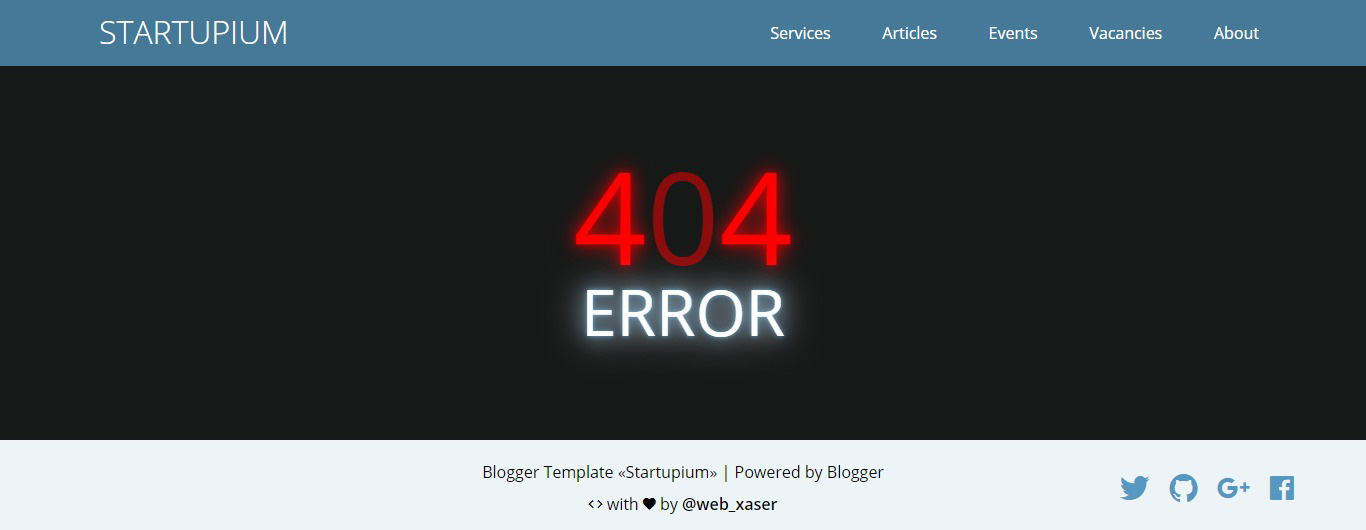 STARTUPIUM
Services Articles Events Vacancies About
404
ERROR
Blogger Template «Startupium» | Powered by Blogger
<> with ♥ by @web_xaser
G+